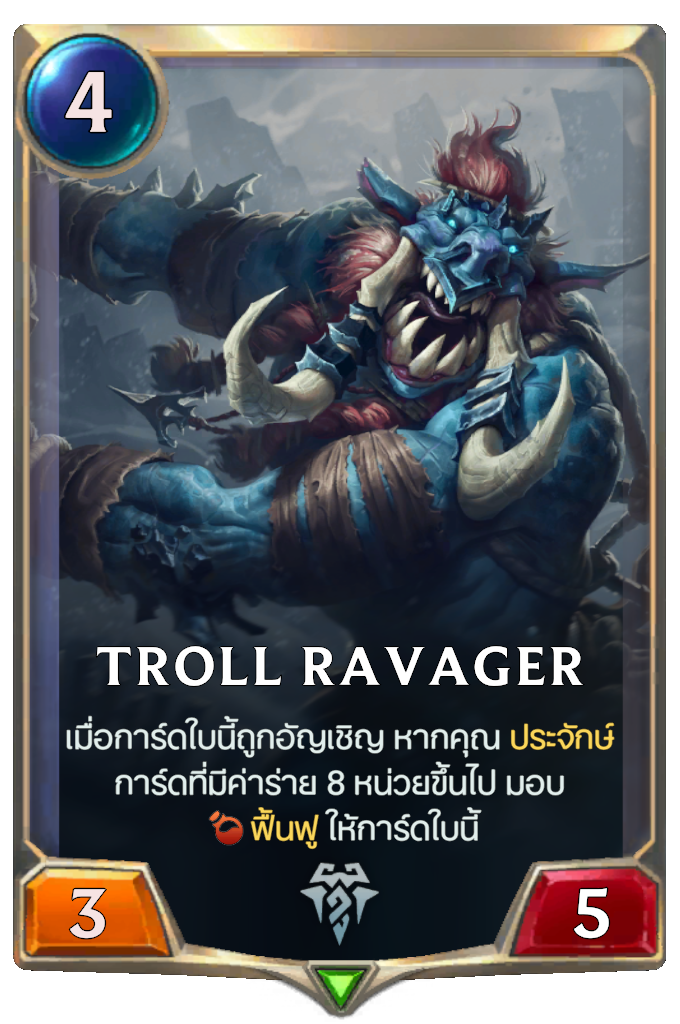 4
TROLL RAVAGER
เมื่อการ์ดใบนี้ถูกอัญเชิญ หากคุณ ประจักษ์
การ์ดที่มีค่าร่าย 8 หน่วยขึ้นไป มอบ
ฟื้นฟู ให้การ์ดใบนี้
3
5